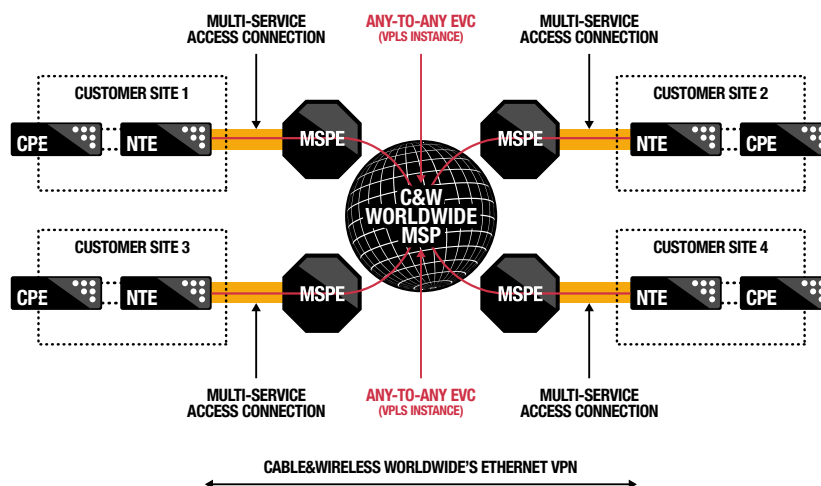 MULTI-SERVICE
ACCESS CONNECTION
ANY-TO-ANY EVC
(VPLS INSTANCE)
MULTI-SERVICE
ACCESS CONNECTION
CUSTOMER SITE 1
CUSTOMER SITE 2
CPE
NTE
MSPE
MSPE
NTE
CPE
C&W
WORLDWIDE
MSP
CUSTOMER SITE 3
CUSTOMER SITE 4
CPE
NTE
MSPE
MSPE
NTE
CPE
MULTI-SERVICE
ACCESS CONNECTION
ANY-TO-ANY EVC
(VPLS INSTANCE)
MULTI-SERVICE
ACCESS CONNECTION
CABLE&WIRELESS WORLDWIDE'S ETHERNET VPN